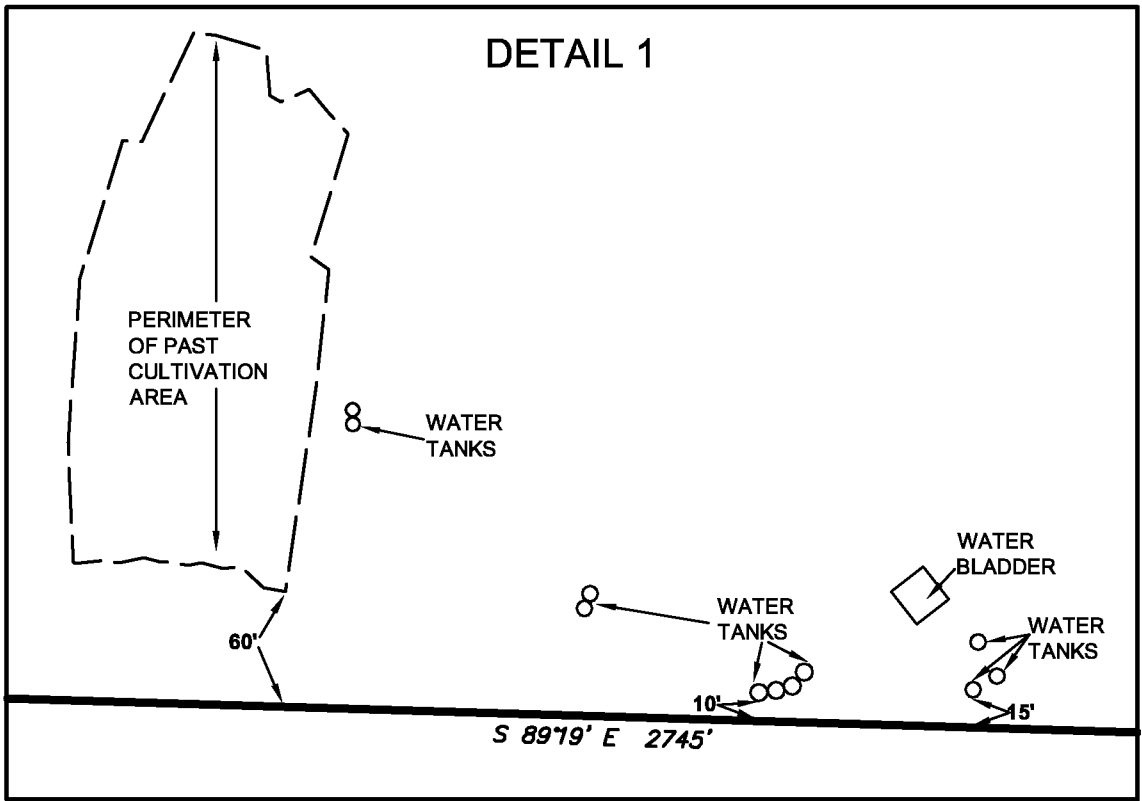 DETAIL 1
PERIMETER
OF PAST
CULTIVATION
AREA
WATER
TANKS
WATER
BLADDER
WATER
TANKS
WATER
TANKS
60'
10'
15'
S 89°19' E 2745'